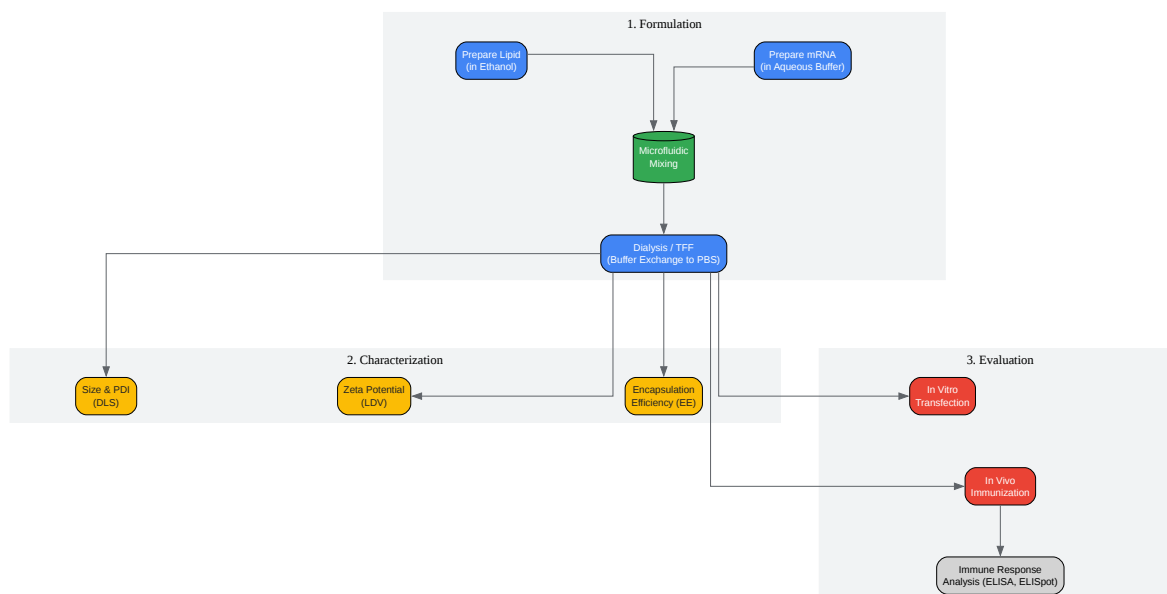 1. Formulation
Prepare Lipid
(in Ethanol)
Prepare mRNA
(in Aqueous Buffer)
Microfluidic
Mixing
Dialysis / TFF
(Buffer Exchange to PBS)
2. Characterization
Size & PDI
(DLS)
Zeta Potential
(LDV)
Encapsulation
Efficiency (EE)
3. Evaluation
In Vitro
Transfection
In Vivo
Immunization
Immune Response
Analysis (ELISA, ELISpot)